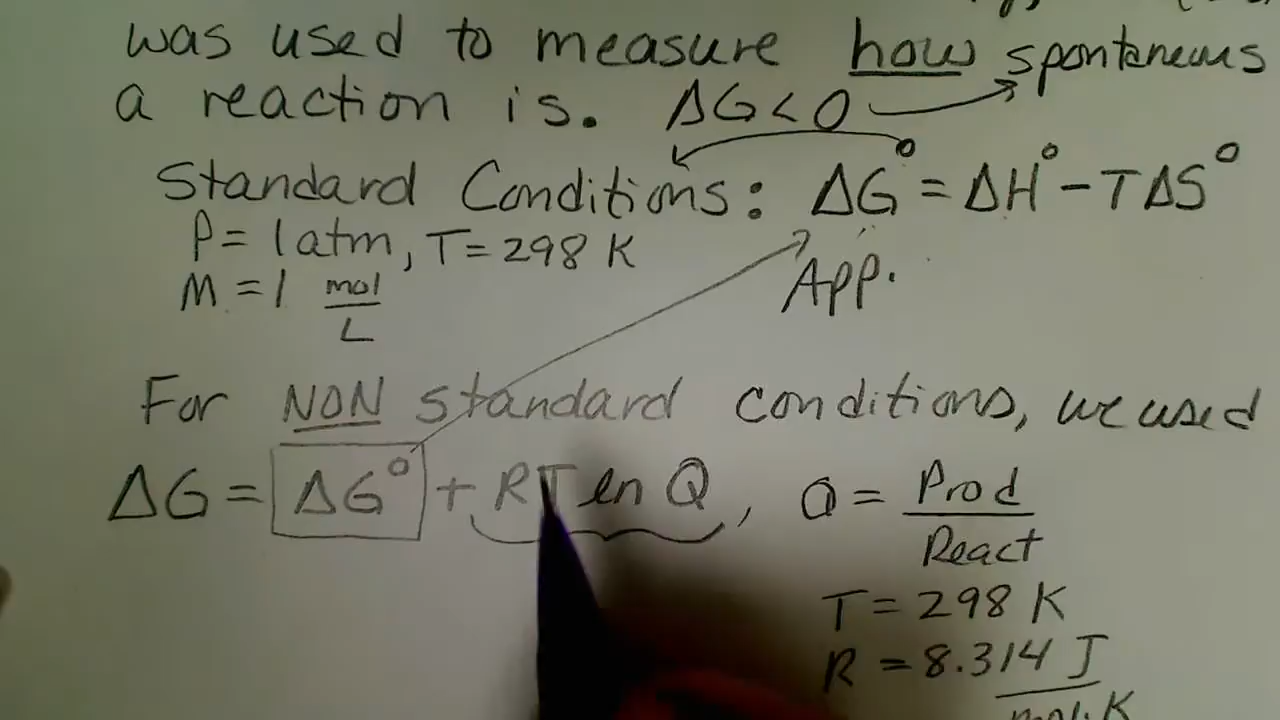 was used to measure how spontaneous
a reaction is. ΔG < 0
Standard Conditions: ΔG° = ΔH° - TΔS°
P = 1 atm, T = 298 K
App.
M = 1 mol/L
For NON standard conditions, we used
ΔG = ΔG° + RT ln Q, Q = Prod/React
T = 298 K
R = 8.314 J/mol·K